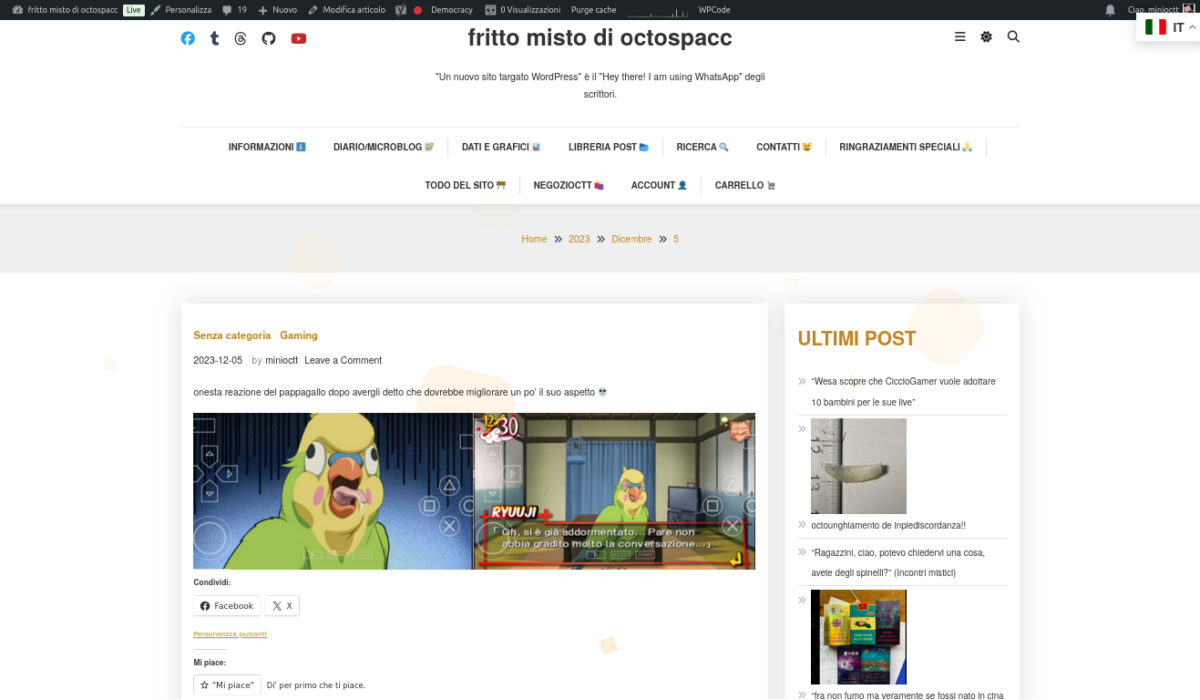 fritto misto di octospacc Live Personalizza 19 Nuovo Modifica articolo Democracy 0 Visualizzazioni Purge cache WPCode Ciao, minioctt
IT
fritto misto di octospacc
"Un nuovo sito targato WordPress" è il "Hey there! I am using WhatsApp" degli
scrittori.
INFORMAZIONI ℹ️ DIARIO/MICROBLOG 📝 DATI E GRAFICI 📊 LIBRERIA POST 📂 RICERCA 🔍 CONTATTI 😸 RINGRAZIAMENTI SPECIALI 🙏
TODO DEL SITO 🚧 NEGOZIOCTT 🛍️ ACCOUNT 👤 CARRELLO 🛒
Home » 2023 » Dicembre » 5
Senza categoria Gaming
2023-12-05 by minioctt Leave a Comment
onesta reazione del pappagallo dopo avergli detto che dovrebbe migliorare un po' il suo aspetto 💀
12:30
RYUUJI
「Oh, si è già addormentato... Pare non
abbia gradito molto la conversazione...」
Condividi:
Facebook X
Personalizza pulsanti
Mi piace:
"Mi piace" Di' per primo che ti piace.
ULTIMI POST
"Wesa scopre che CiccioGamer vuole adottare
10 bambini per le sue live"
12
13
octounghiamento de inpiediscordanza!!
"Ragazzini, ciao, potevo chiedervi una cosa,
avete degli spinelli?" (Incontri mistici)
"fra non fumo ma veramente se fossi nato in cina